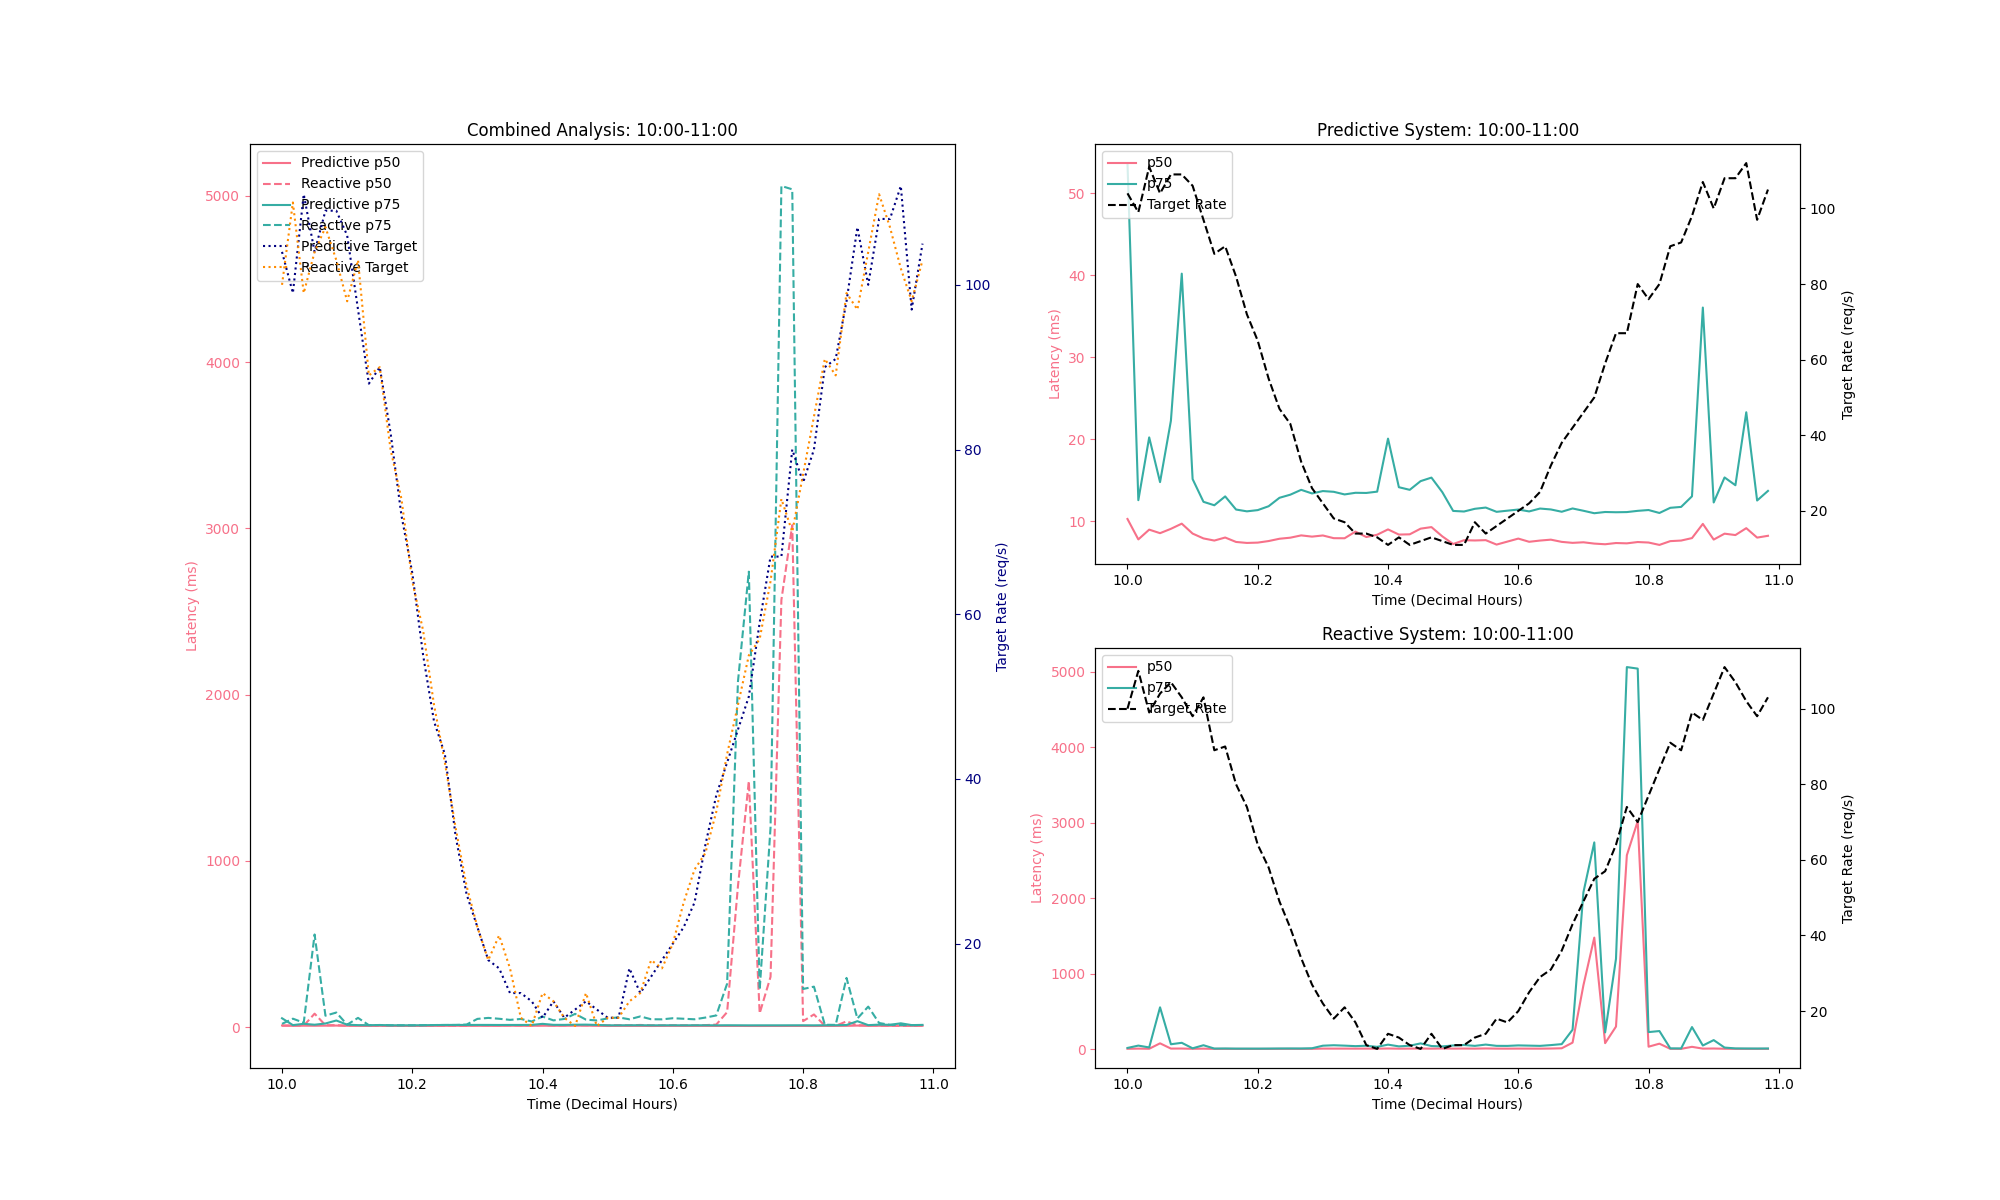 Combined Analysis: 10:00-11:00
Predictive p50
Reactive p50
Predictive p75
Reactive p75
Predictive Target
Reactive Target
5000
4000
3000
2000
1000
0
Latency (ms)
100
80
60
40
20
Target Rate (req/s)
10.0 10.2 10.4 10.6 10.8 11.0
Time (Decimal Hours)
Predictive System: 10:00-11:00
p50
p75
Target Rate
50
40
30
20
10
Latency (ms)
100
80
60
40
20
Target Rate (req/s)
10.0 10.2 10.4 10.6 10.8 11.0
Time (Decimal Hours)
Reactive System: 10:00-11:00
p50
p75
Target Rate
5000
4000
3000
2000
1000
0
Latency (ms)
100
80
60
40
20
Target Rate (req/s)
10.0 10.2 10.4 10.6 10.8 11.0
Time (Decimal Hours)